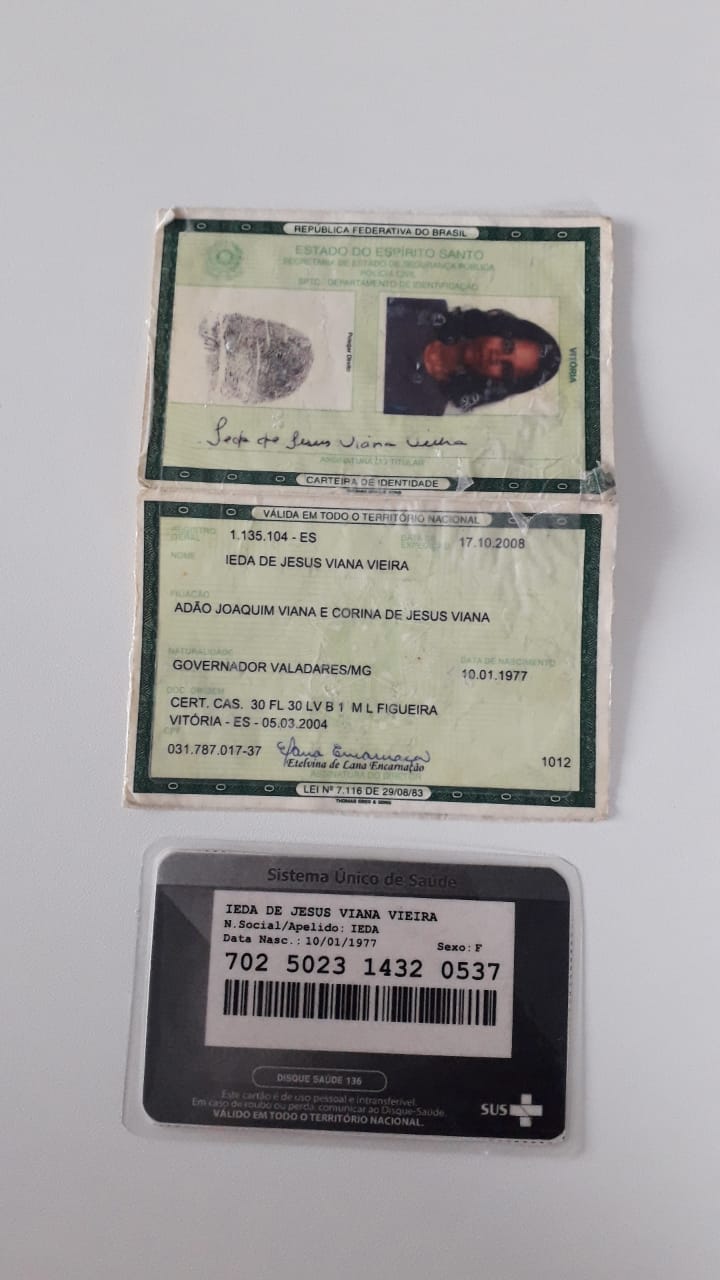 REPÚBLICA FEDERATIVA DO BRASIL
ESTADO DO ESPÍRITO SANTO
SECRETARIA DE ESTADO DE SEGURANÇA PÚBLICA
POLÍCIA CIVIL
SPTC - DEPARTAMENTO DE IDENTIFICAÇÃO
Polegar Direito
VITÓRIA
Ieda de Jesus Viana Vieira
ASSINATURA DO TITULAR
CARTEIRA DE IDENTIDADE
VÁLIDA EM TODO O TERRITÓRIO NACIONAL
REGISTRO GERAL 1.135.104 - ES DATA DE EXPEDIÇÃO 17.10.2008
NOME IEDA DE JESUS VIANA VIEIRA
FILIAÇÃO
ADÃO JOAQUIM VIANA E CORINA DE JESUS VIANA
NATURALIDADE DATA DE NASCIMENTO
GOVERNADOR VALADARES/MG 10.01.1977
DOC. ORIGEM
CERT. CAS. 30 FL 30 LV B 1 M L FIGUEIRA
VITÓRIA - ES - 05.03.2004
CPF
031.787.017-37 Etelvina de Lana Encarnação 1012
ASSINATURA DO DIRETOR
LEI Nº 7.116 DE 29/08/83
THOMAS GREG & SONS
Sistema Único de Saúde
IEDA DE JESUS VIANA VIEIRA
N.Social/Apelido: IEDA
Data Nasc.: 10/01/1977 Sexo: F
702 5023 1432 0537
DISQUE SAÚDE 136
Este cartão é de uso pessoal e intransferível.
Em caso de roubo ou perda, comunicar ao Disque-Saúde.
VÁLIDO EM TODO O TERRITÓRIO NACIONAL.
SUS